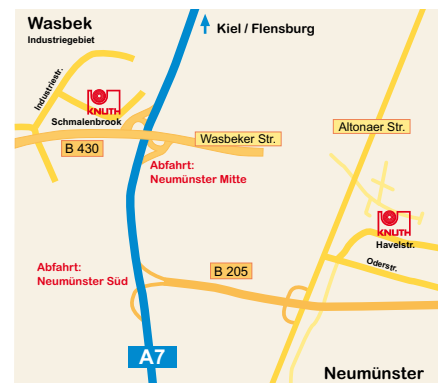 Wasbek
Industriegebiet
Kiel / Flensburg
Industriestr.
KNUTH
Schmalenbrook
B 430
Wasbeker Str.
Altonaer Str.
Abfahrt:
Neumünster Mitte
KNUTH
Havelstr.
Oderstr.
Abfahrt:
Neumünster Süd
B 205
A7
Neumünster